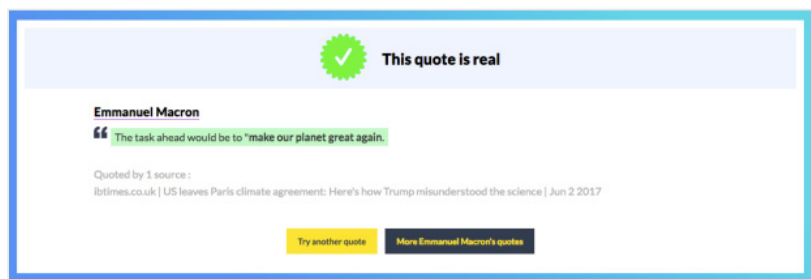 This quote is real
Emmanuel Macron
“ The task ahead would be to "make our planet great again.
Quoted by 1 source :
ibtimes.co.uk | US leaves Paris climate agreement: Here's how Trump misunderstood the science | Jun 2 2017
Try another quote More Emmanuel Macron's quotes